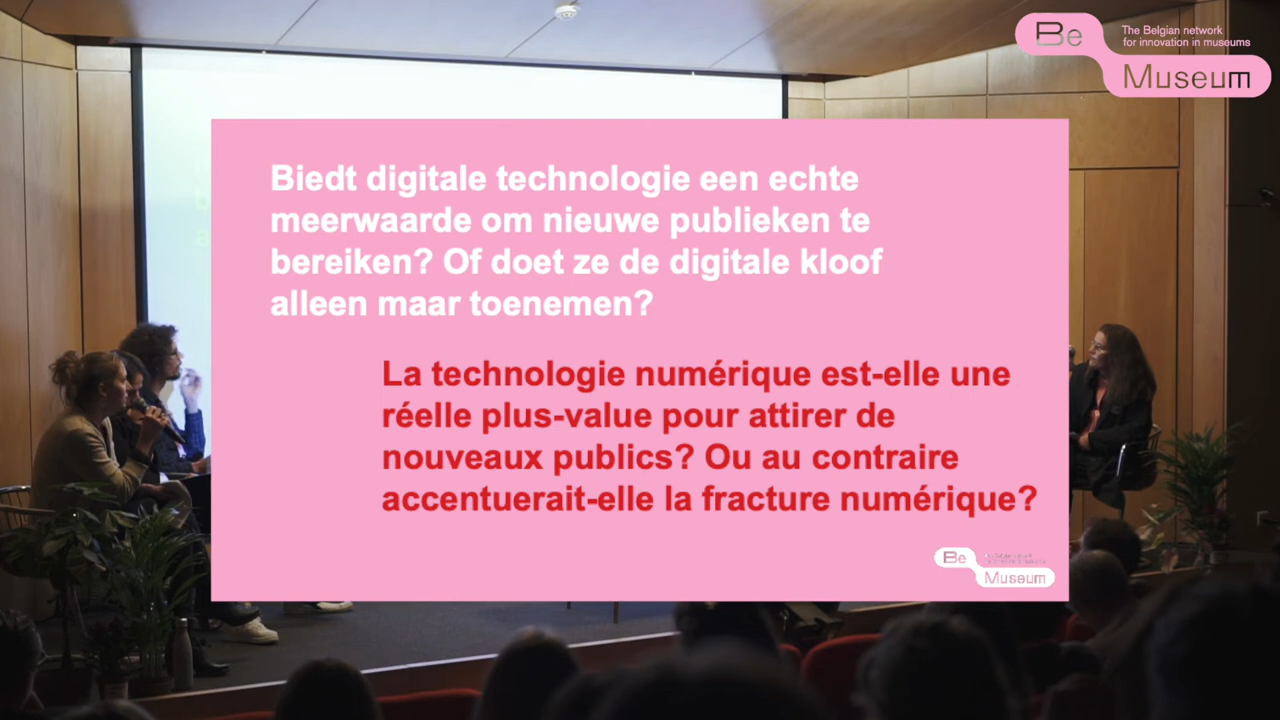 Be
The Belgian network
for innovation in museums
Museum
Biedt digitale technologie een echte
meerwaarde om nieuwe publieken te
bereiken? Of doet ze de digitale kloof
alleen maar toenemen?
La technologie numérique est-elle une
réelle plus-value pour attirer de
nouveaux publics? Ou au contraire
accentuerait-elle la fracture numérique?
Be
Museum